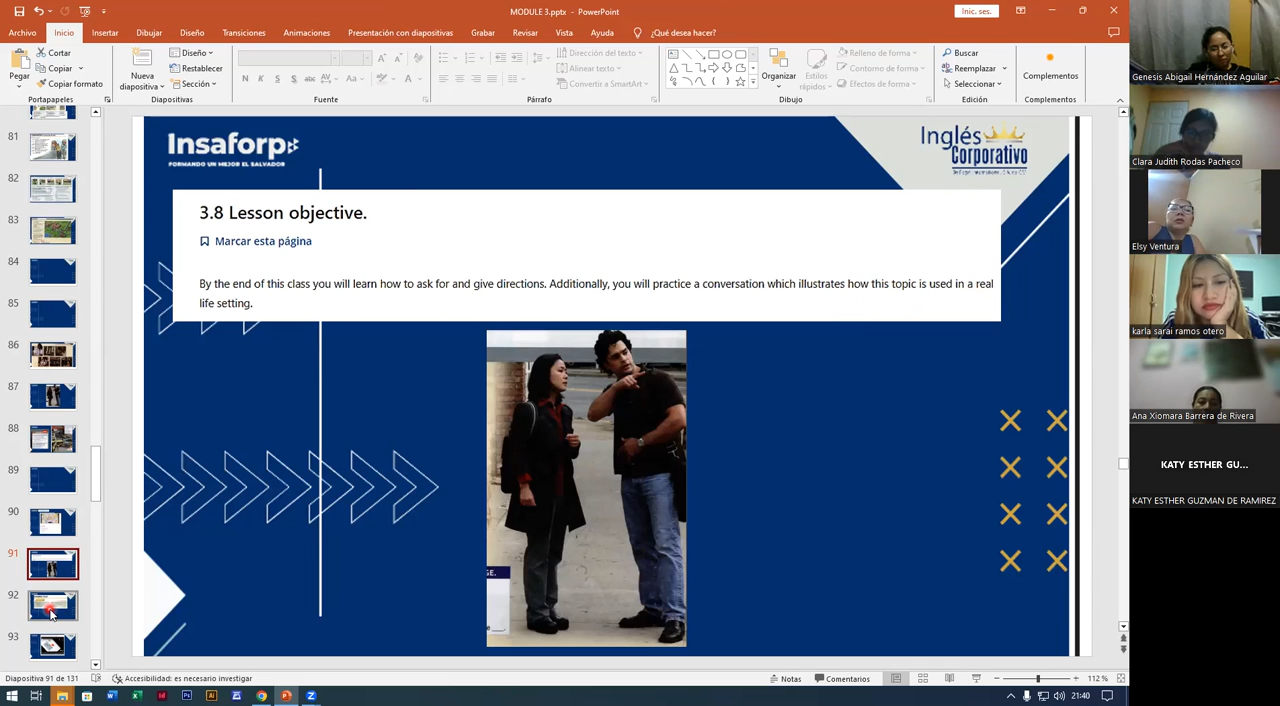 MODULE 3.pptx - PowerPoint
Inic. ses.
Archivo Inicio Insertar Dibujar Diseño Transiciones Animaciones Presentación con diapositivas Grabar Revisar Vista Ayuda ¿Qué desea hacer?
Pegar
Cortar
Copiar
Copiar formato
Portapapeles
Nueva diapositiva
Diseño
Restablecer
Sección
Diapositivas
N K S S
Aa
Fuente
Dirección del texto
Alinear texto
Convertir a SmartArt
Párrafo
Organizar
Estilos rápidos
Relleno de forma
Contorno de forma
Efectos de forma
Dibujo
Buscar
Reemplazar
Seleccionar
Edición
Complementos
Complementos
81
82
83
84
85
86
87
88
89
90
91
92
93
Insaforp
FORMANDO UN MEJOR EL SALVADOR
Inglés
Corporativo
3.8 Lesson objective.
Marcar esta página
By the end of this class you will learn how to ask for and give directions. Additionally, you will practice a conversation which illustrates how this topic is used in a real
life setting.
Genesis Abigail Hernández Aguilar
Clara Judith Rodas Pacheco
Elsy Ventura
karla sarai ramos otero
Ana Xiomara Barrera de Rivera
KATY ESTHER GU...
KATY ESTHER GUZMAN DE RAMIREZ
Diapositiva 91 de 131
Accesibilidad: es necesario investigar
Notas
Comentarios
112 %
21:40